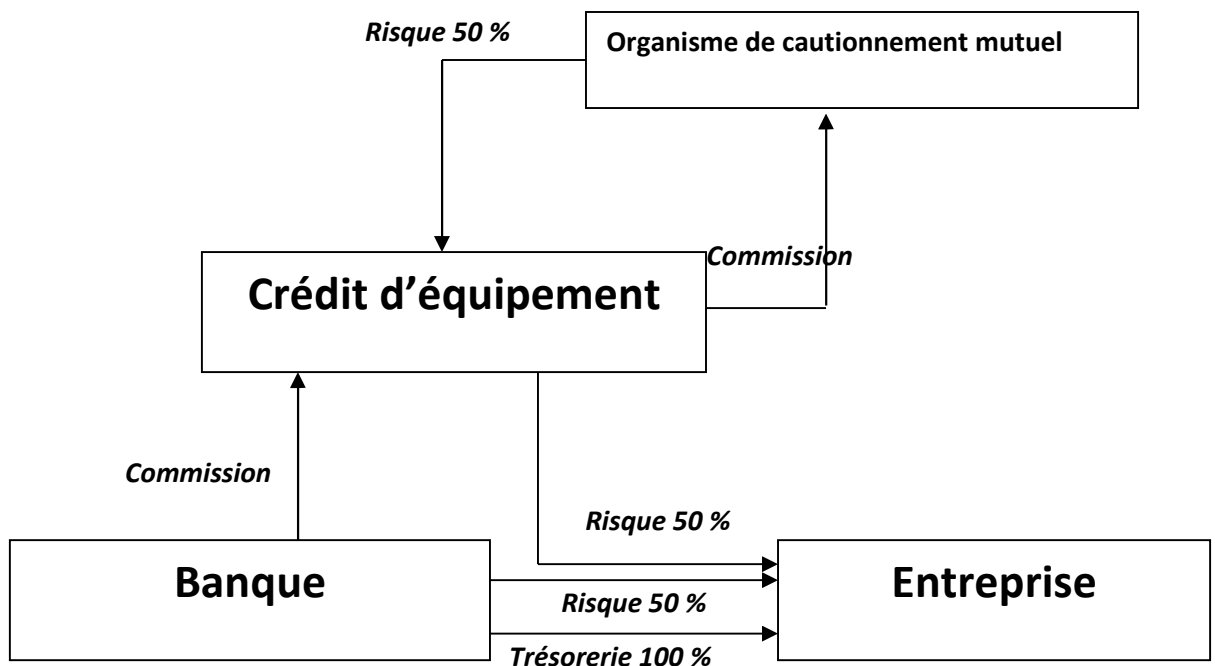 Risque 50 %
Organisme de cautionnement mutuel
Commission
Crédit d’équipement
Commission
Risque 50 %
Banque
Entreprise
Risque 50 %
Trésorerie 100 %